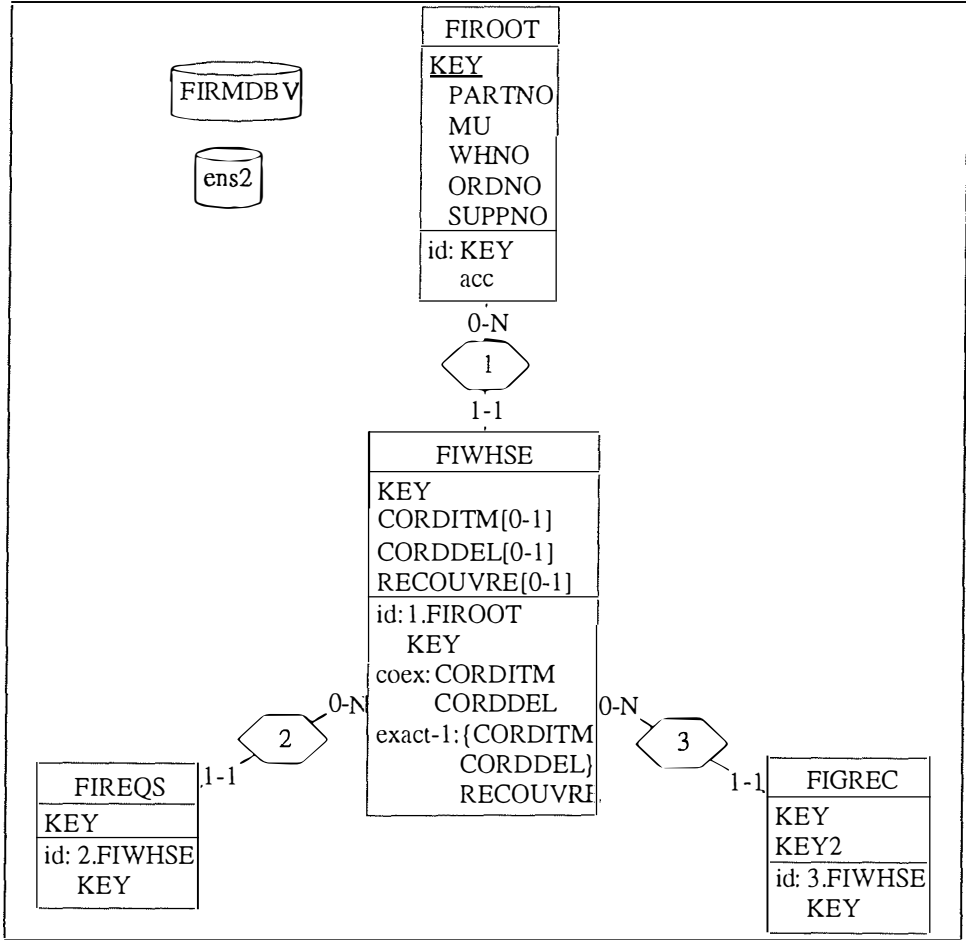 FIROOT
KEY
PARTNO
MU
WHNO
ORDNO
SUPPNO
id: KEY
acc
FIRMDBV
ens2
0-N
1
1-1
FIWHSE
KEY
CORDITM[0-1]
CORDDEL[0-1]
RECOUVRE[0-1]
id: 1.FIROOT
KEY
coex: CORDITM
CORDDEL
exact-1:{CORDITM
CORDDEL}
RECOUVRE
0-N
2
1-1
FIREQS
KEY
id: 2.FIWHSE
KEY
0-N
3
1-1
FIGREC
KEY
KEY2
id: 3.FIWHSE
KEY